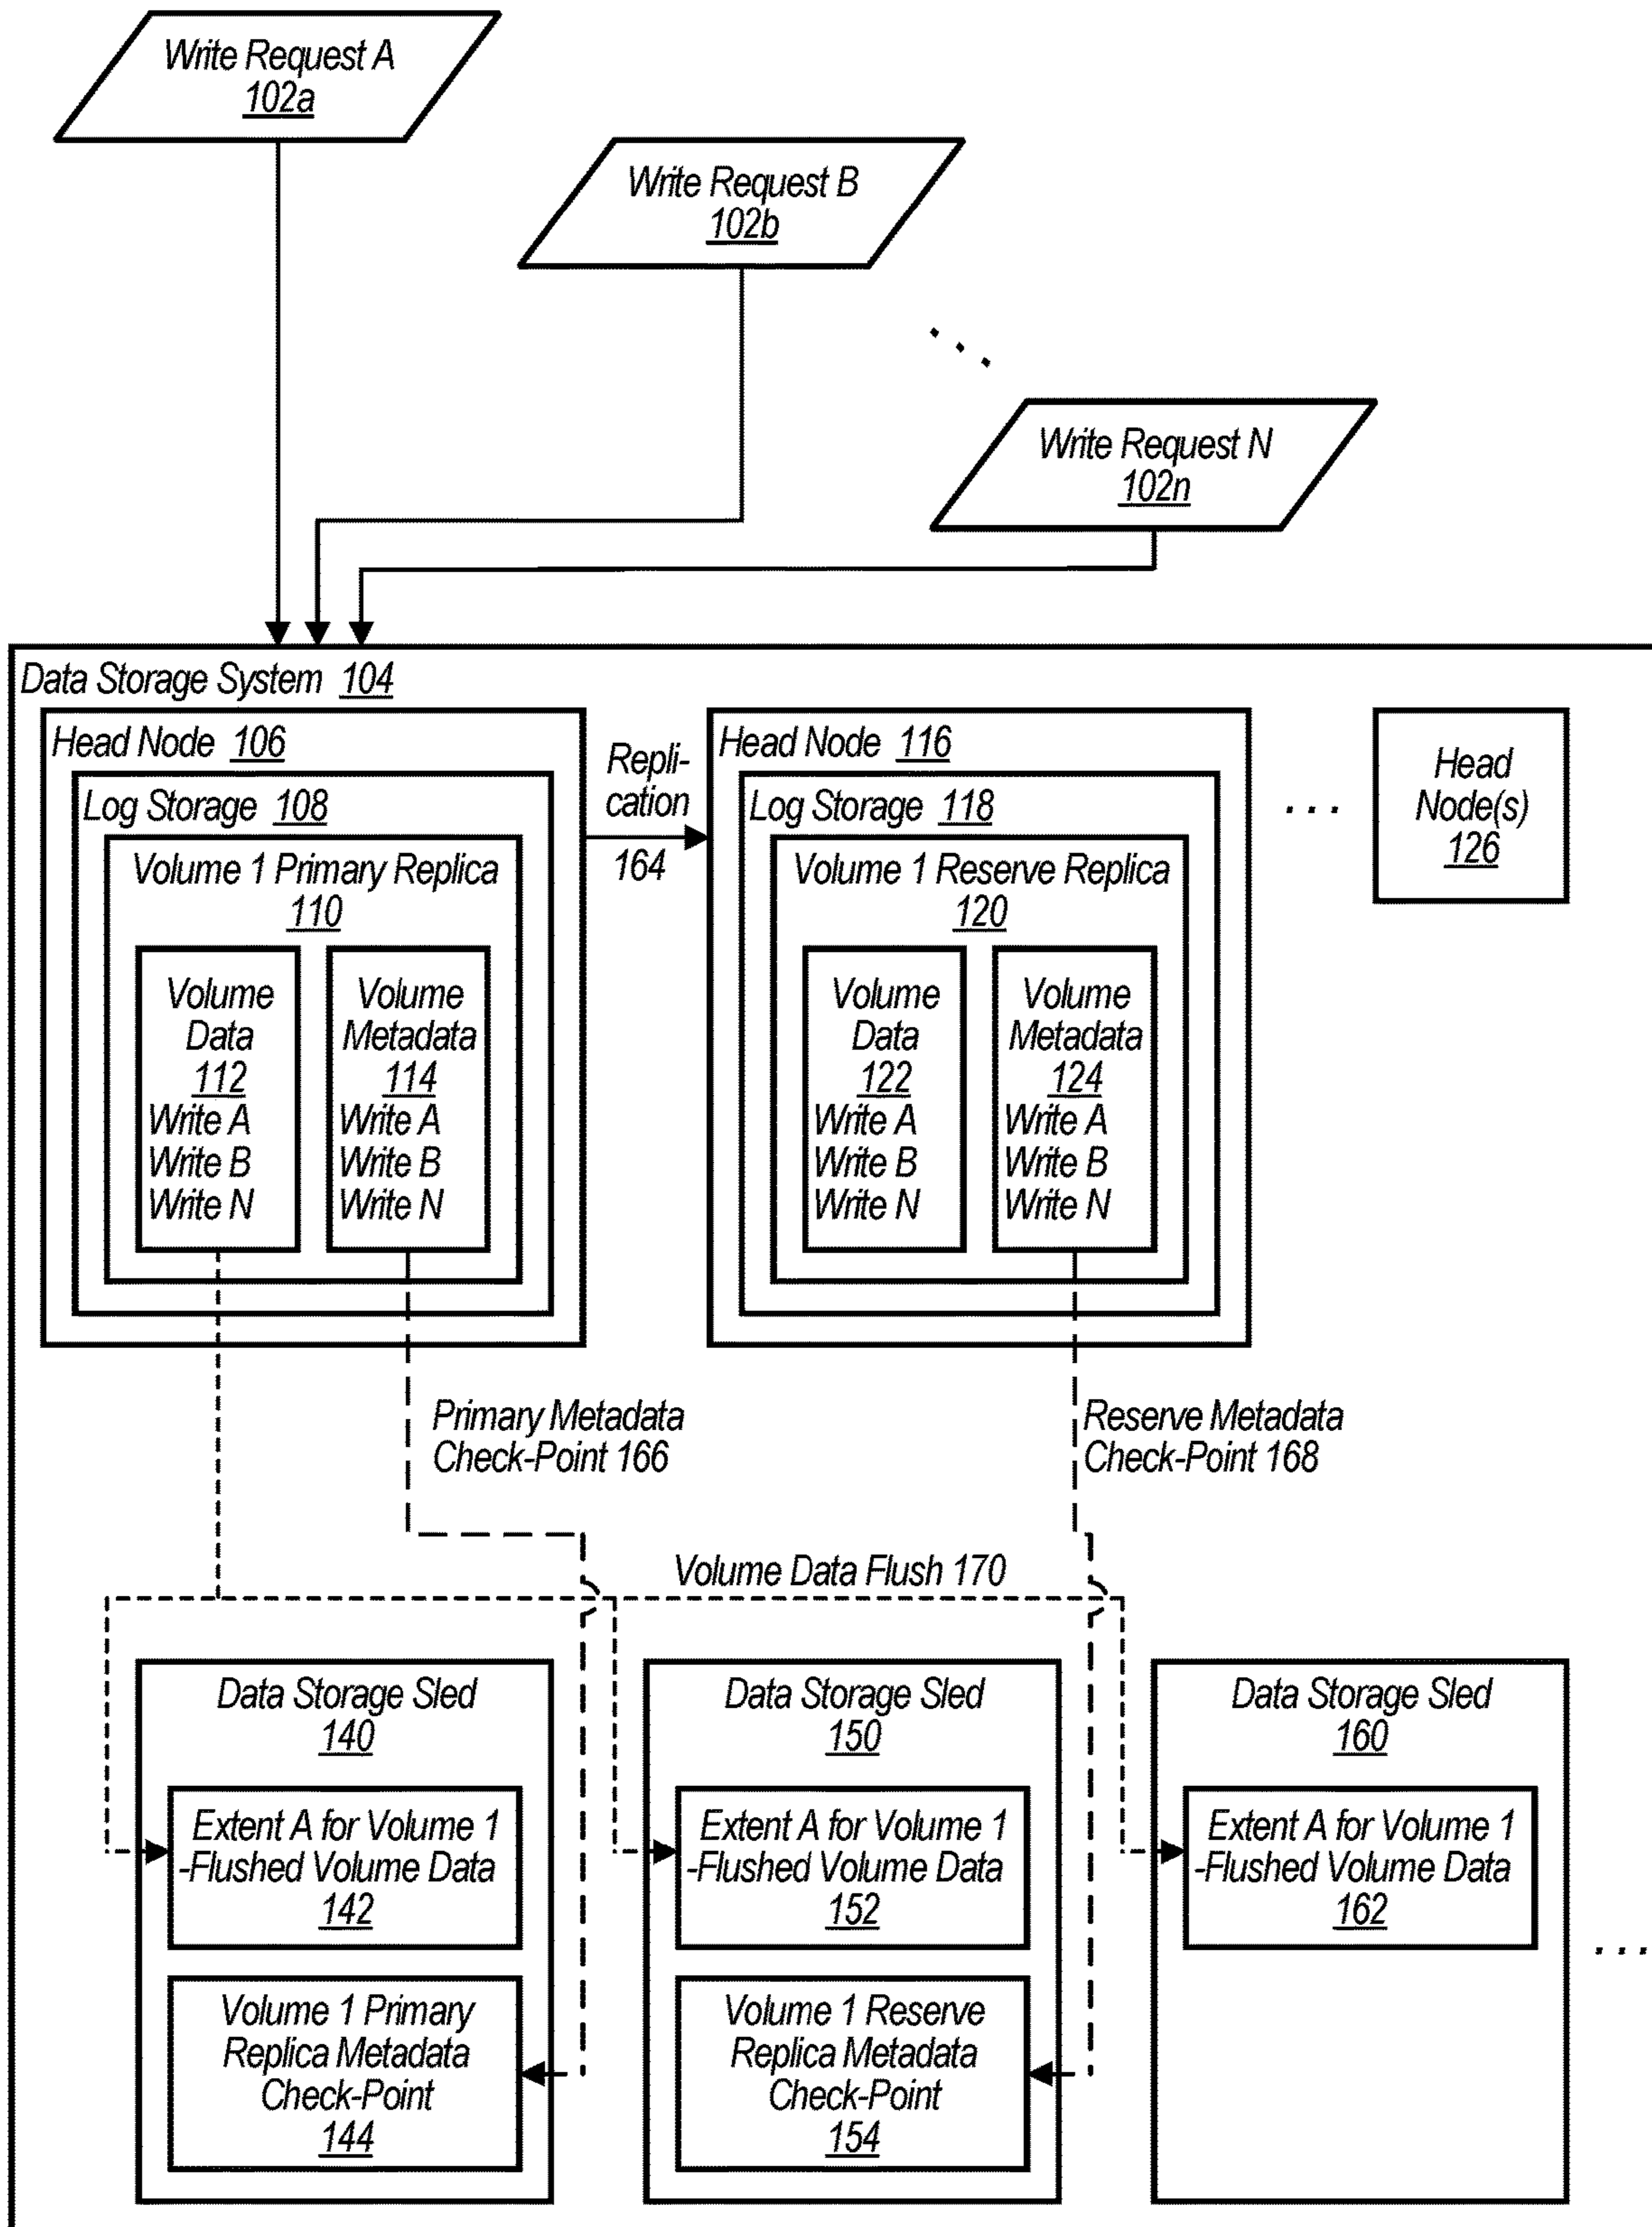 Write Request A
102a
Write Request B
102b
. . .
Write Request N
102n
Data Storage System 104
Head Node 106
Log Storage 108
Volume 1 Primary Replica
110
Volume
Data
112
Write A
Write B
Write N
Volume
Metadata
114
Write A
Write B
Write N
Repli-
cation
164
Head Node 116
Log Storage 118
Volume 1 Reserve Replica
120
Volume
Data
122
Write A
Write B
Write N
Volume
Metadata
124
Write A
Write B
Write N
. . .
Head
Node(s)
126
Primary Metadata
Check-Point 166
Reserve Metadata
Check-Point 168
Volume Data Flush 170
Data Storage Sled
140
Extent A for Volume 1
-Flushed Volume Data
142
Volume 1 Primary
Replica Metadata
Check-Point
144
Data Storage Sled
150
Extent A for Volume 1
-Flushed Volume Data
152
Volume 1 Reserve
Replica Metadata
Check-Point
154
Data Storage Sled
160
Extent A for Volume 1
-Flushed Volume Data
162
. . .